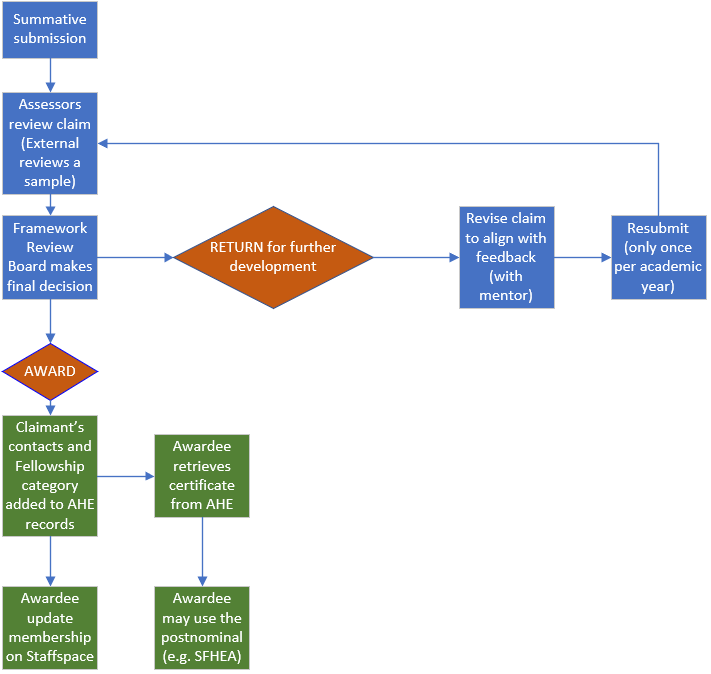 Summative
submission
Assessors
review claim
(External
reviews a
sample)
Framework
Review
Board makes
final decision
RETURN for further
development
Revise claim
to align with
feedback
(with
mentor)
Resubmit
(only once
per academic
year)
AWARD
Claimant’s
contacts and
Fellowship
category
added to AHE
records
Awardee
retrieves
certificate
from AHE
Awardee
update
membership
on Staffspace
Awardee
may use the
postnominal
(e.g. SFHEA)